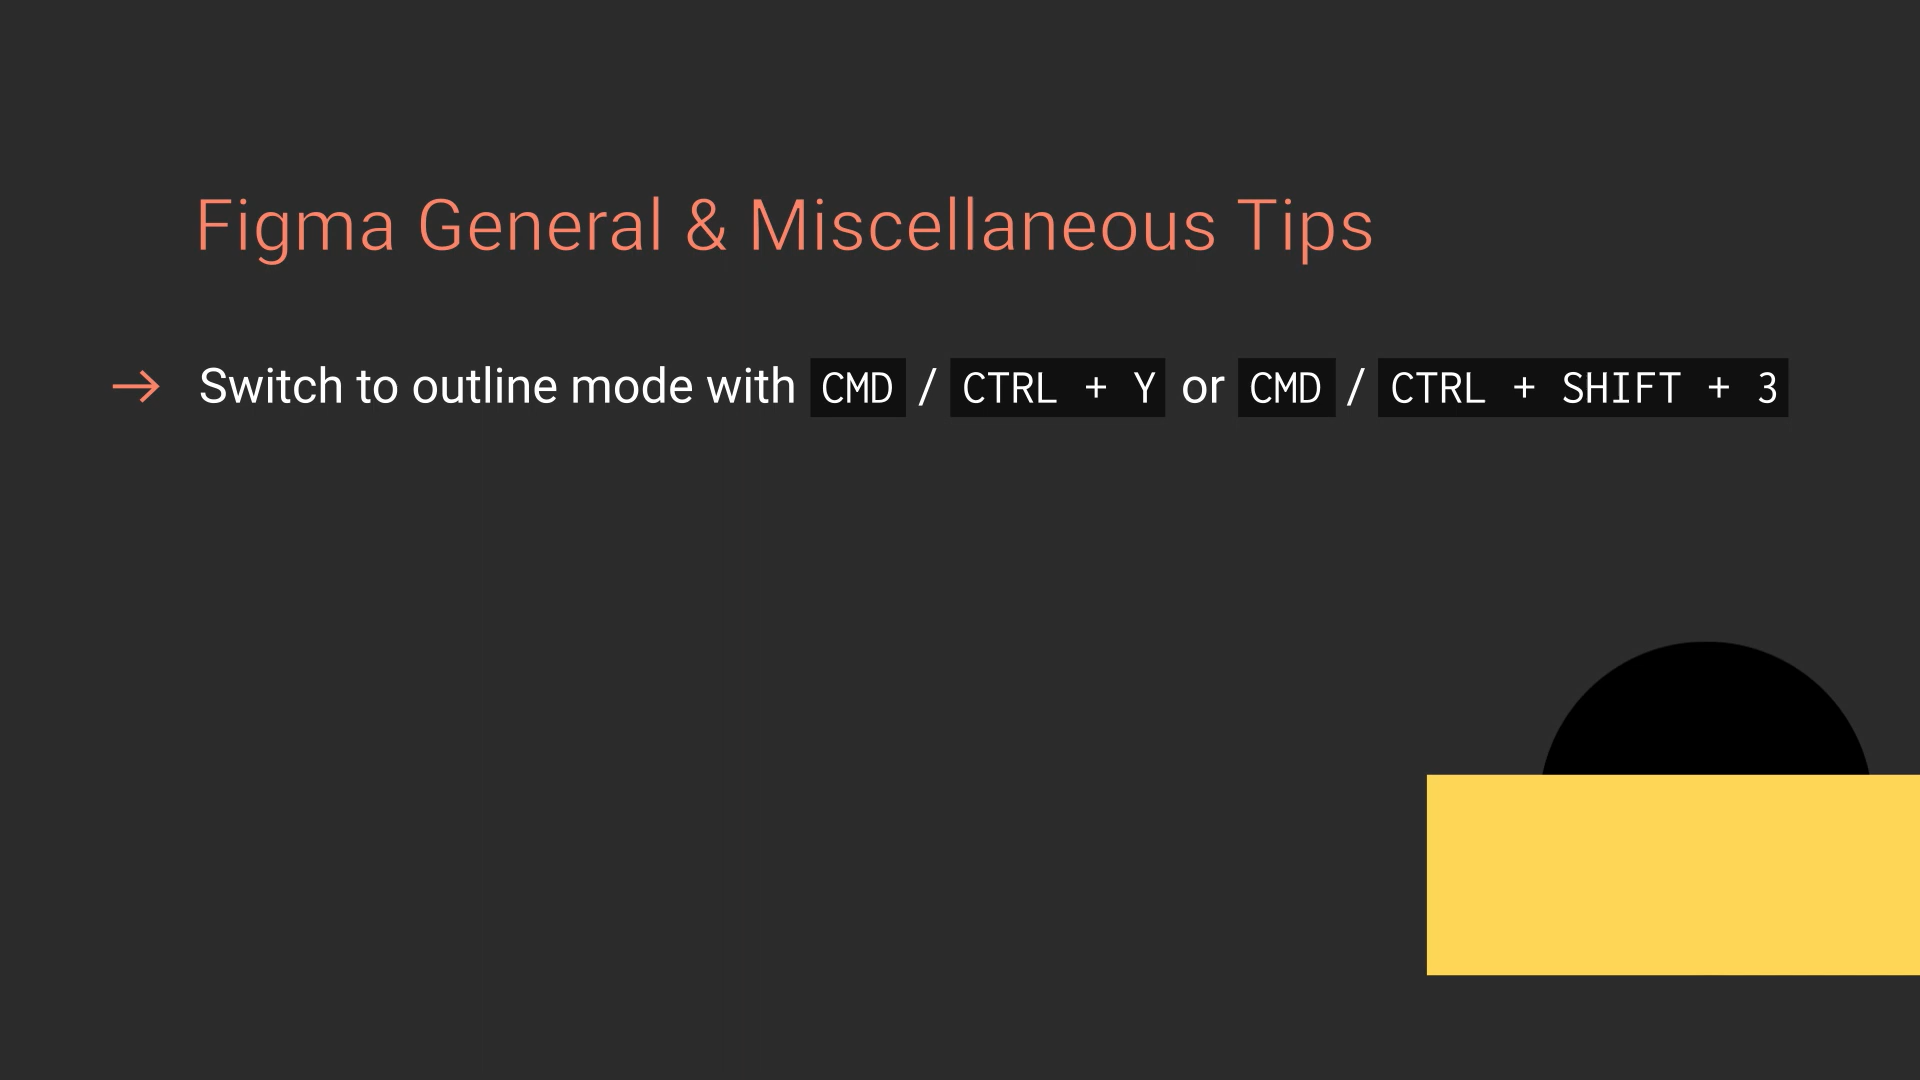 Figma General & Miscellaneous Tips
→ Switch to outline mode with CMD / CTRL + Y or CMD / CTRL + SHIFT + 3